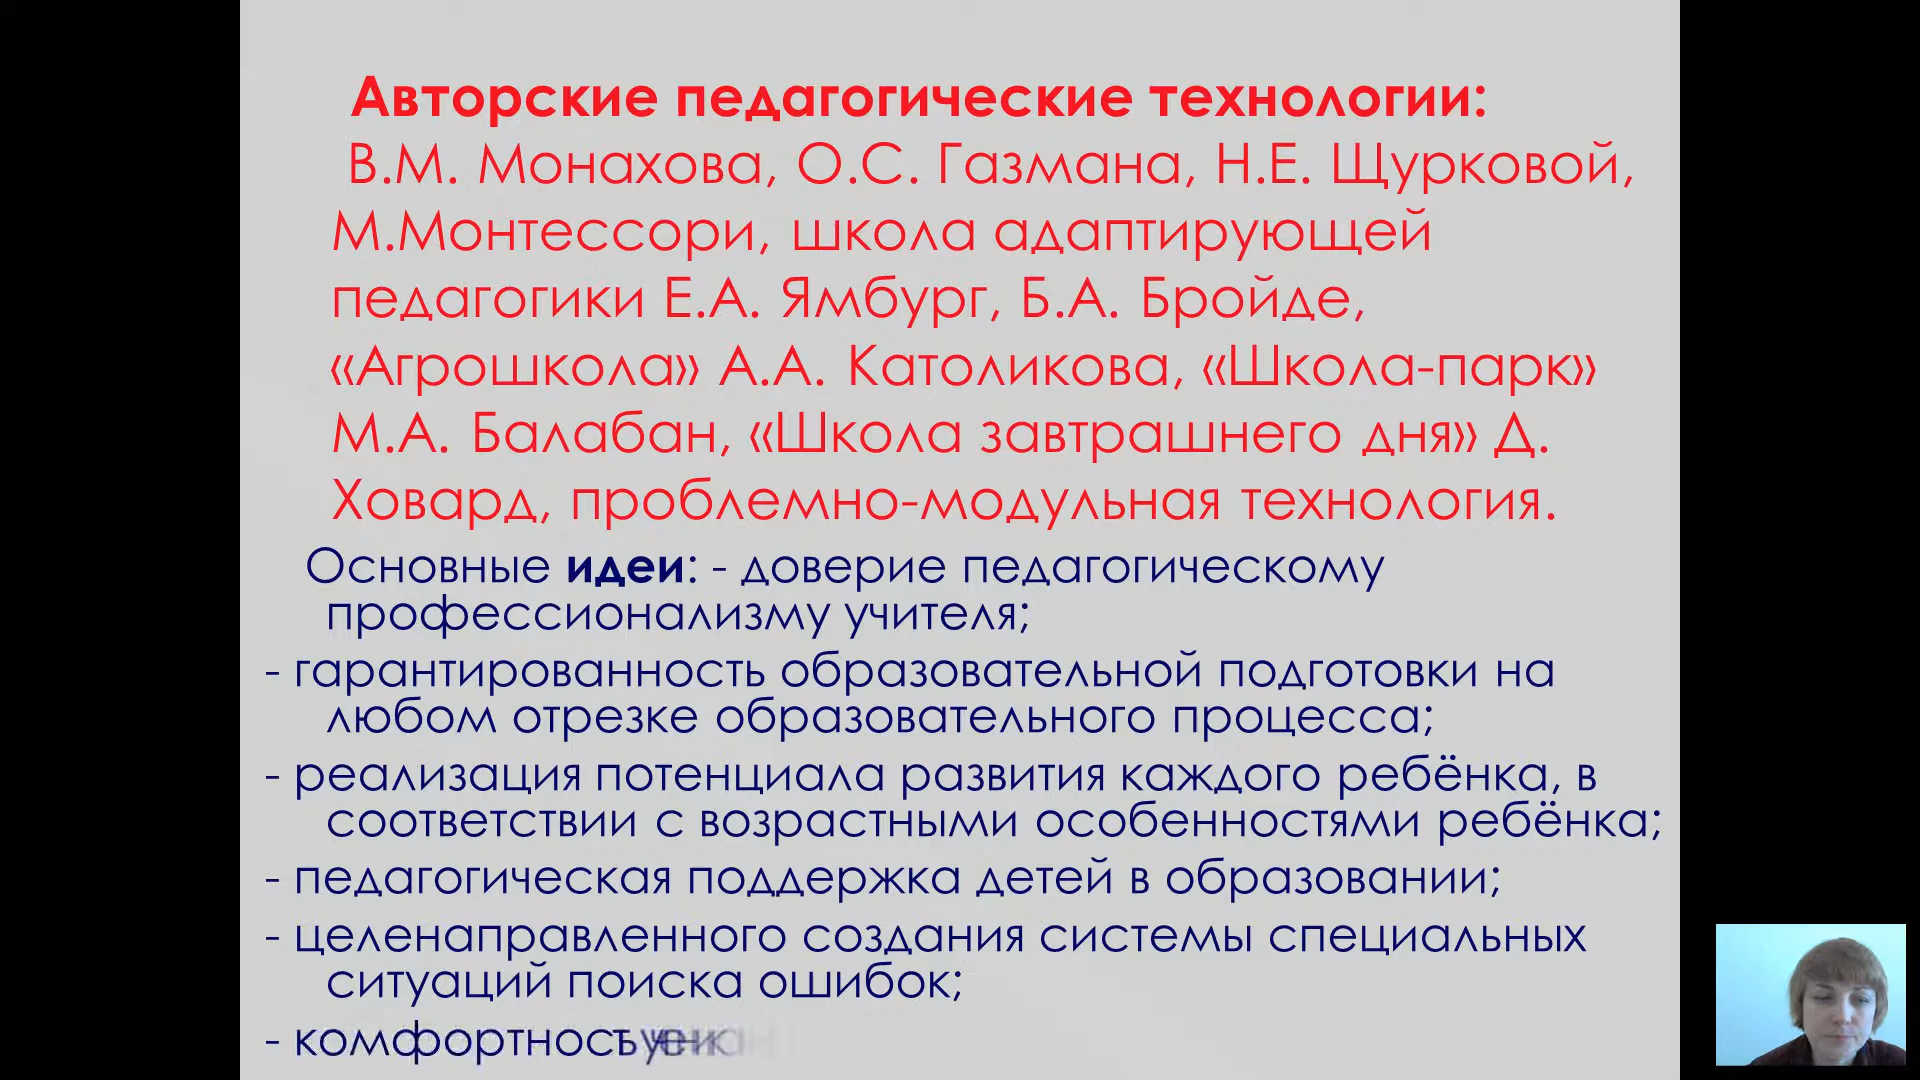 Авторские педагогические технологии:
В.М. Монахова, О.С. Газмана, Н.Е. Щурковой,
М.Монтессори, школа адаптирующей
педагогики Е.А. Ямбург, Б.А. Бройде,
«Агрошкола» А.А. Католикова, «Школа-парк»
М.А. Балабан, «Школа завтрашнего дня» Д.
Ховард, проблемно-модульная технология.
Основные идеи: - доверие педагогическому
профессионализму учителя;
- гарантированность образовательной подготовки на
любом отрезке образовательного процесса;
- реализация потенциала развития каждого ребёнка, в
соответствии с возрастными особенностями ребёнка;
- педагогическая поддержка детей в образовании;
- целенаправленного создания системы специальных
ситуаций поиска ошибок;
- комфортность